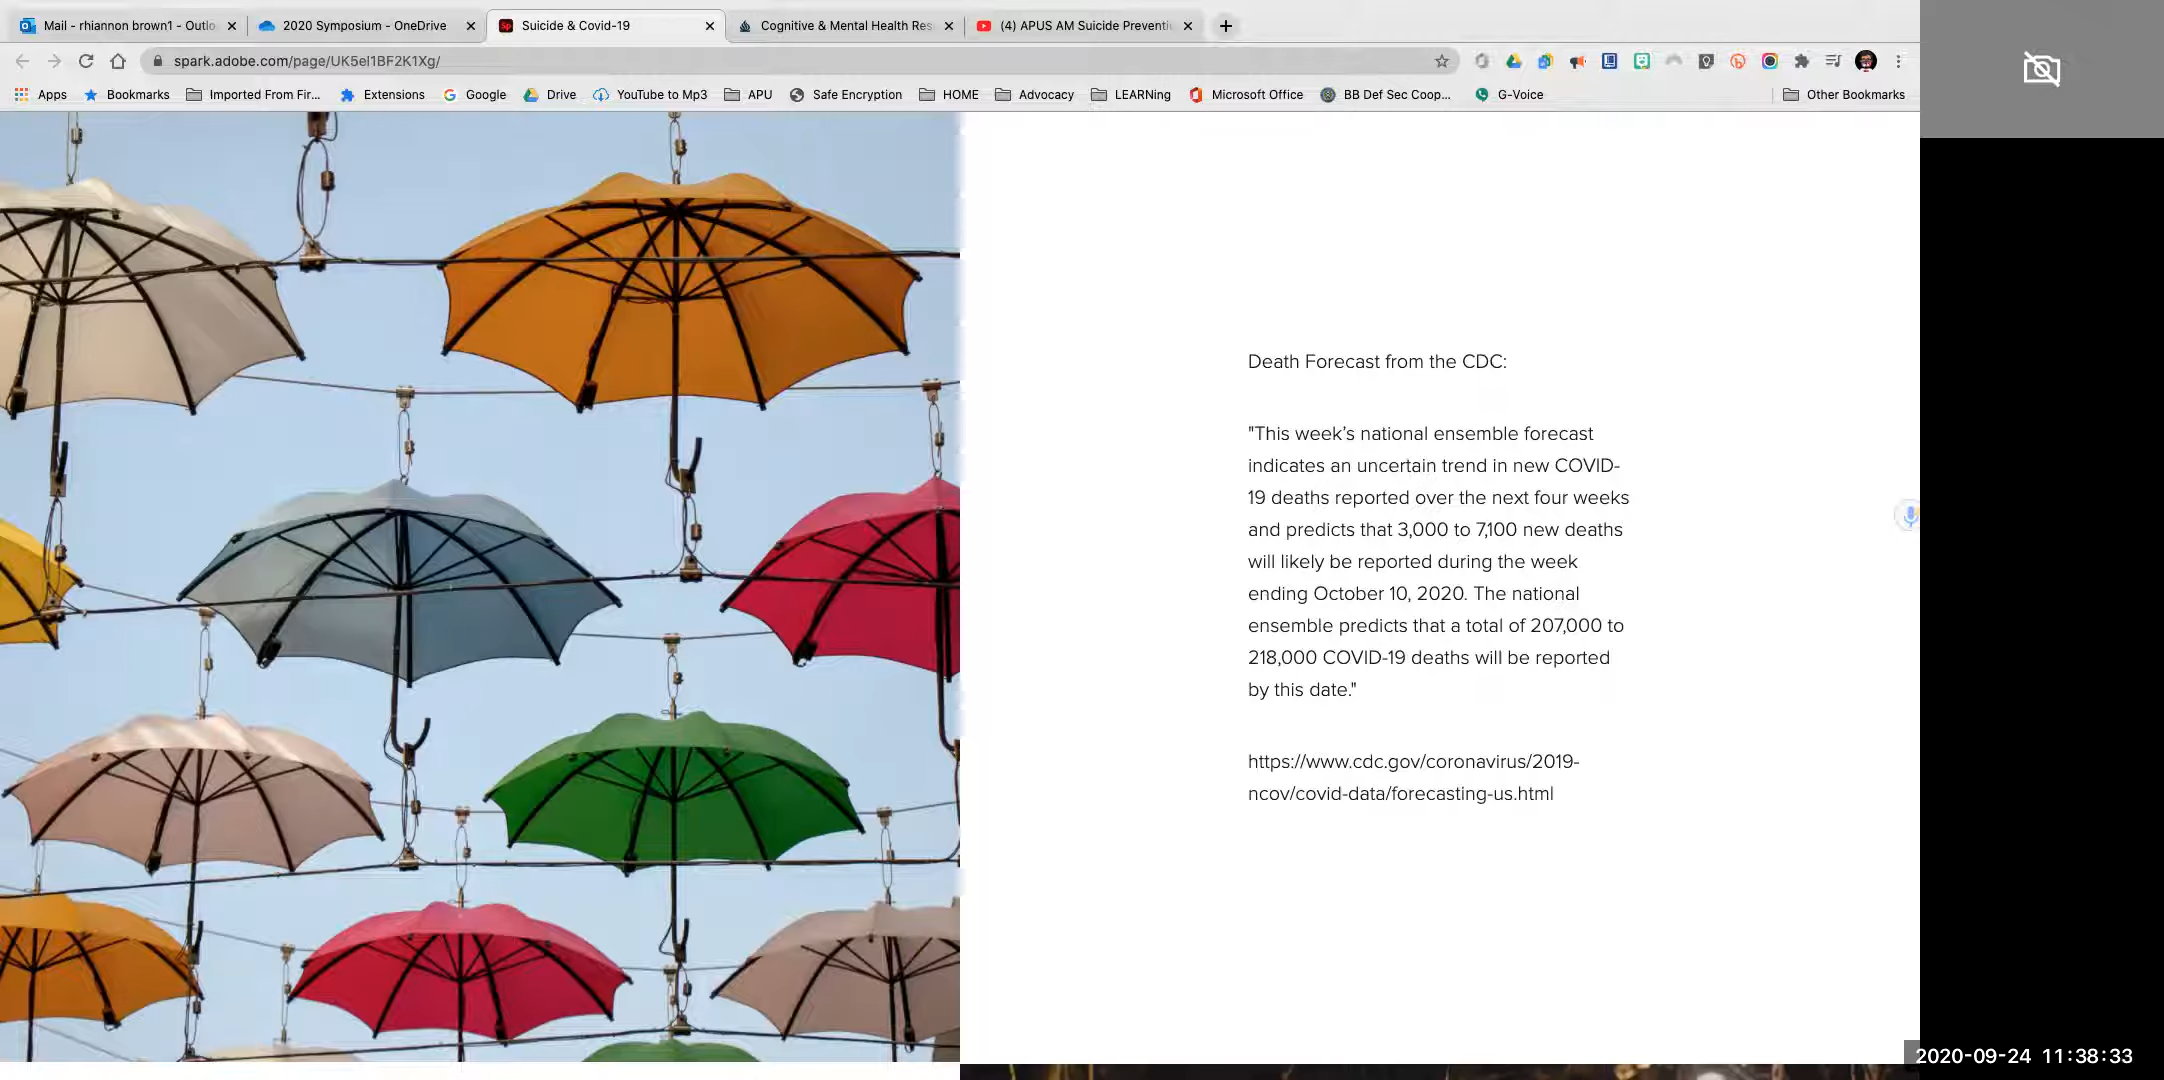 Mail - rhiannon brown1 - Outlo
2020 Symposium - OneDrive
Suicide & Covid-19
Cognitive & Mental Health Res
(4) APUS AM Suicide Preventi
spark.adobe.com/page/UK5eI1BF2K1Xg/
Apps
Bookmarks
Imported From Fir...
Extensions
Google
Drive
YouTube to Mp3
APU
Safe Encryption
HOME
Advocacy
LEARNing
Microsoft Office
BB Def Sec Coop...
G-Voice
Other Bookmarks
Death Forecast from the CDC:
"This week’s national ensemble forecast
indicates an uncertain trend in new COVID-
19 deaths reported over the next four weeks
and predicts that 3,000 to 7,100 new deaths
will likely be reported during the week
ending October 10, 2020. The national
ensemble predicts that a total of 207,000 to
218,000 COVID-19 deaths will be reported
by this date."
https://www.cdc.gov/coronavirus/2019-
ncov/covid-data/forecasting-us.html
2020-09-24 11:38:33